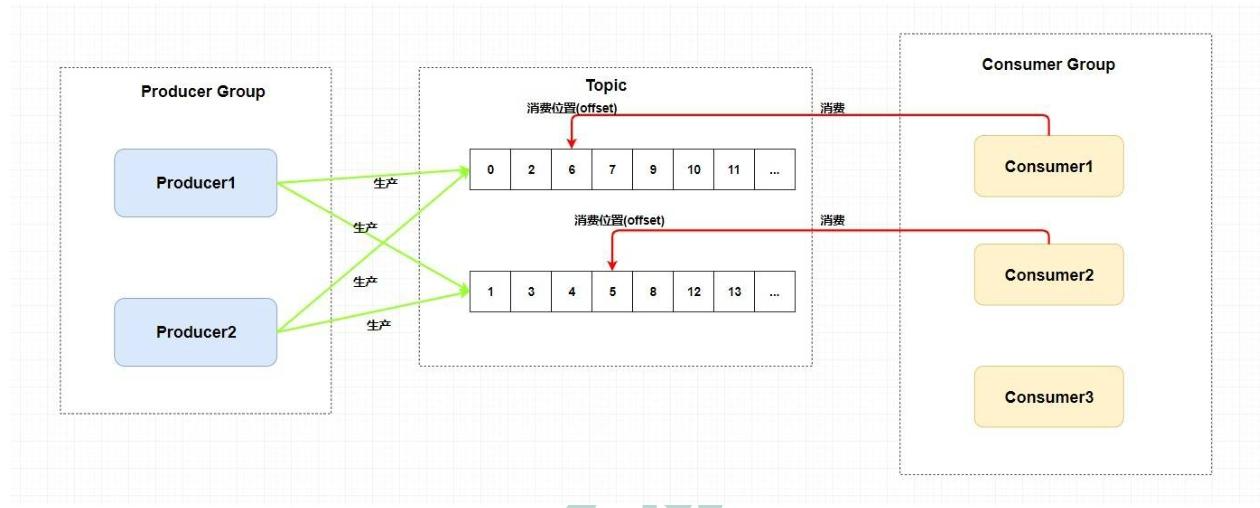 Producer Group
Producer1
Producer2
生产
生产
生产
生产
Topic
消费位置(offset)
0 2 6 7 9 10 11 ...
消费位置(offset)
1 3 4 5 8 12 13 ...
消费
消费
Consumer Group
Consumer1
Consumer2
Consumer3